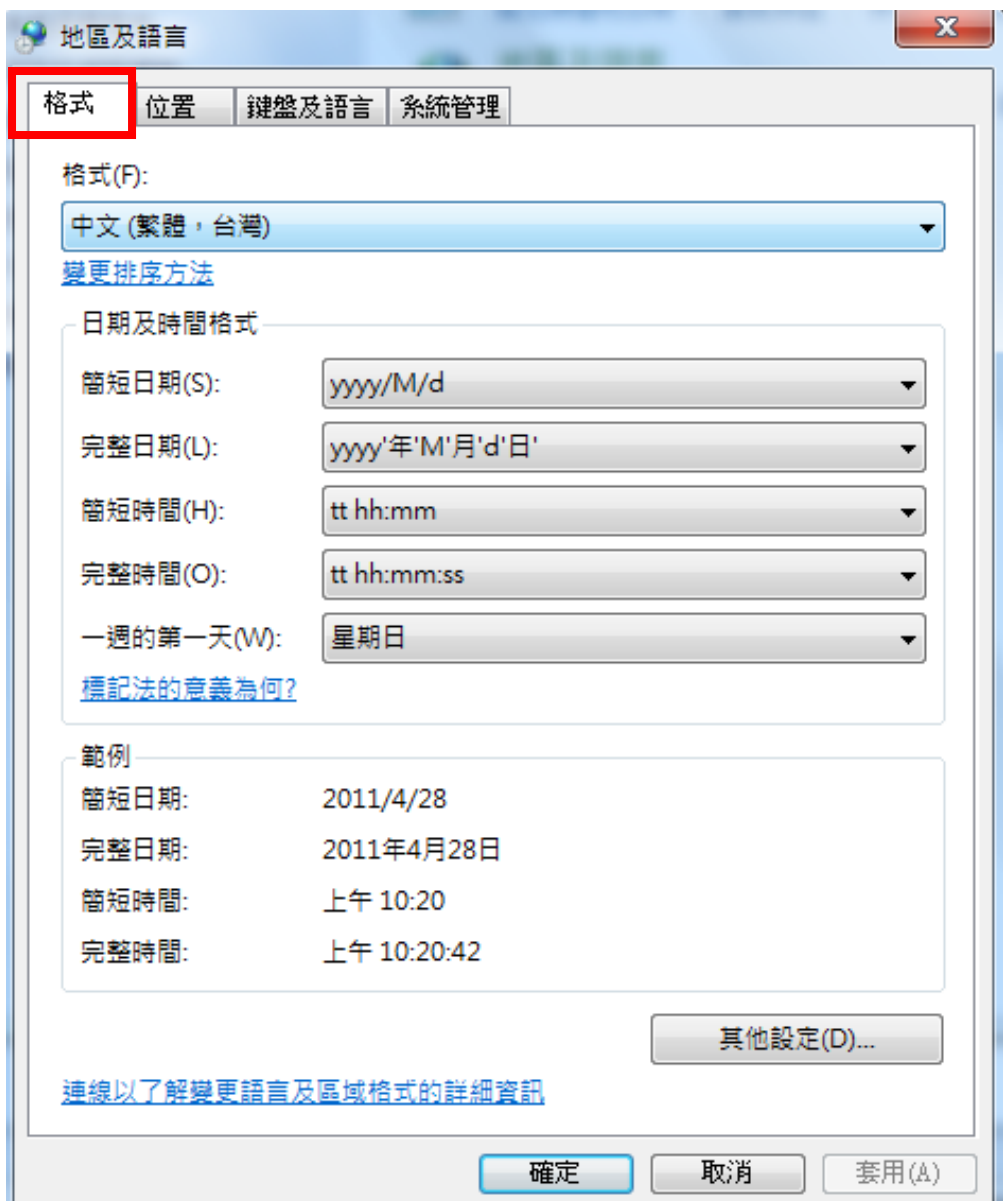 地區及語言
格式 位置 鍵盤及語言 系統管理
格式(F):
中文 (繁體，台灣)
變更排序方法
日期及時間格式
簡短日期(S): yyyy/M/d
完整日期(L): yyyy'年'M'月'd'日'
簡短時間(H): tt hh:mm
完整時間(O): tt hh:mm:ss
一週的第一天(W): 星期日
標記法的意義為何?
範例
簡短日期: 2011/4/28
完整日期: 2011年4月28日
簡短時間: 上午 10:20
完整時間: 上午 10:20:42
其他設定(D)...
連線以了解變更語言及區域格式的詳細資訊
確定 取消 套用(A)